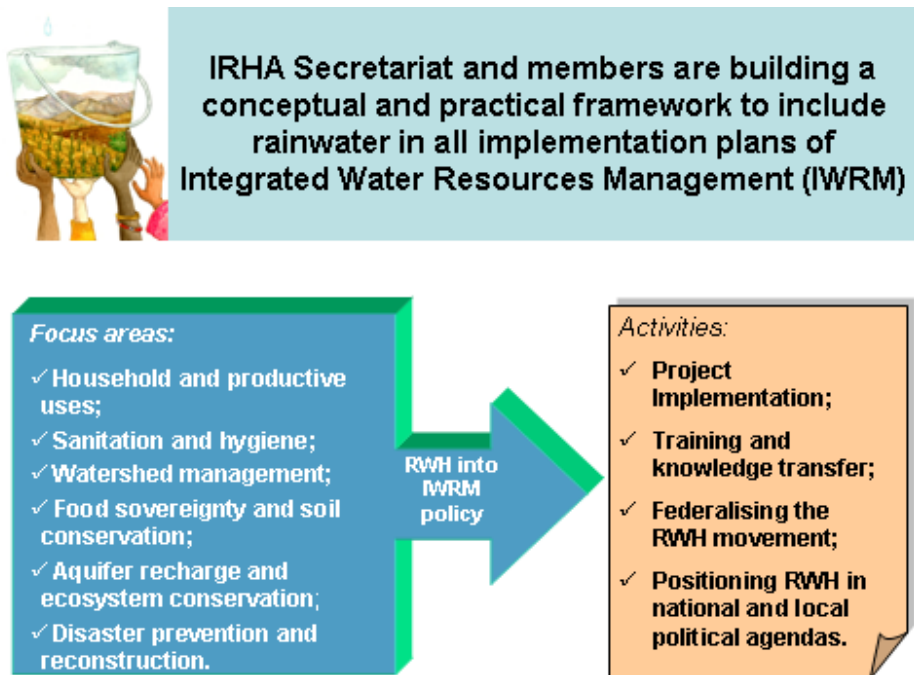 IRHA Secretariat and members are building a
conceptual and practical framework to include
rainwater in all implementation plans of
Integrated Water Resources Management (IWRM)
Focus areas:
✓ Household and productive
uses;
✓ Sanitation and hygiene;
✓ Watershed management;
✓ Food sovereignty and soil
conservation;
✓ Aquifer recharge and
ecosystem conservation;
✓ Disaster prevention and
reconstruction.
RWH into
IWRM
policy
Activities:
✓ Project
Implementation;
✓ Training and
knowledge transfer;
✓ Federalising the
RWH movement;
✓ Positioning RWH in
national and local
political agendas.